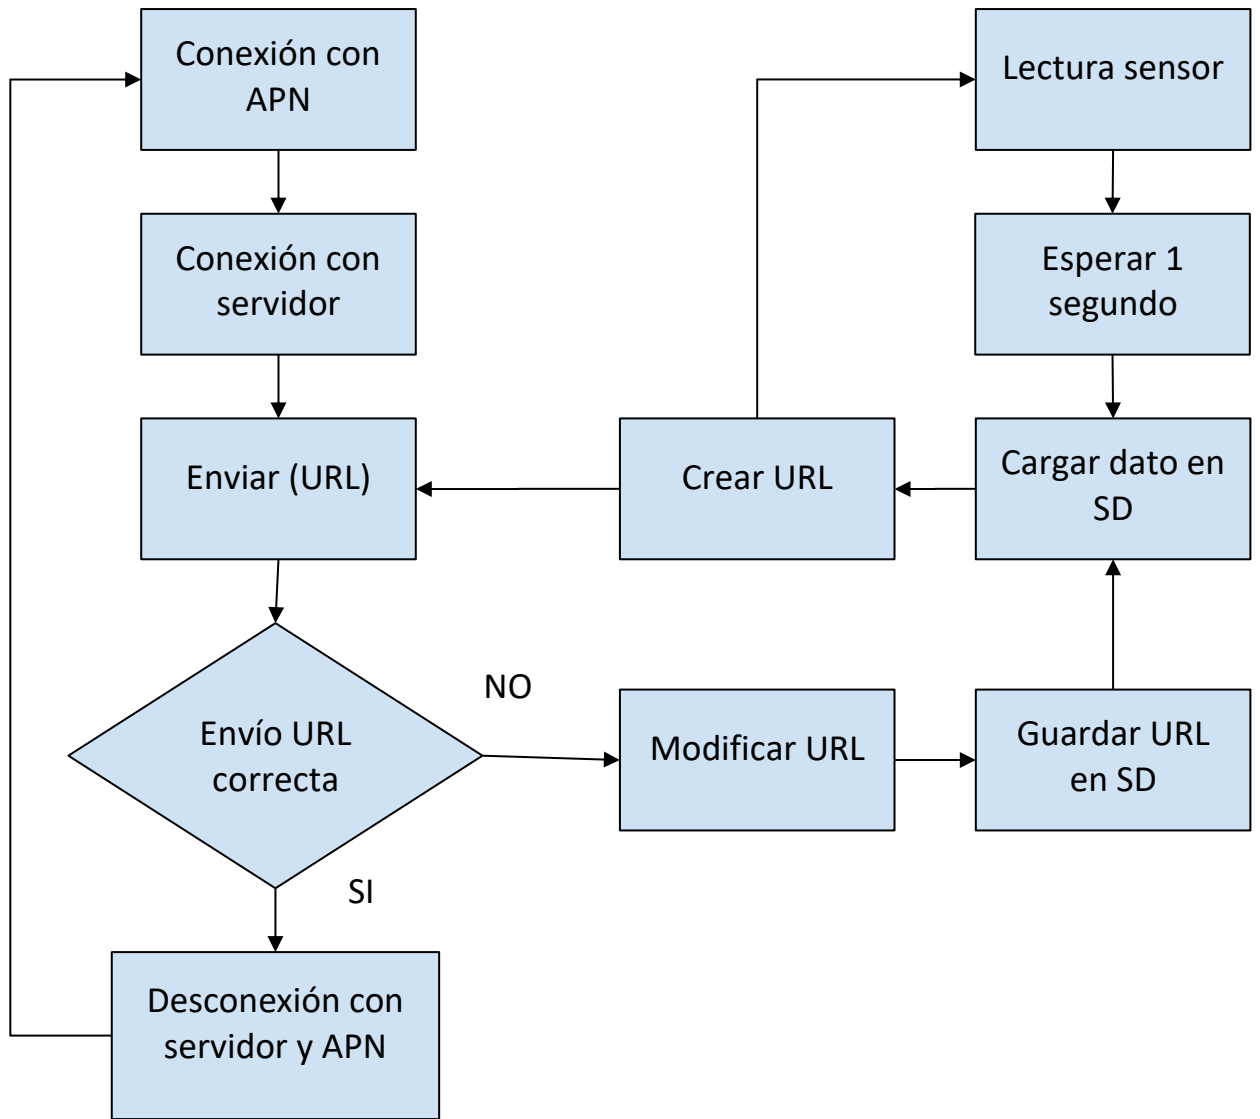 Conexión con
APN
Lectura sensor
Conexión con
servidor
Esperar 1
segundo
Enviar (URL)
Crear URL
Cargar dato en
SD
NO
Envío URL
correcta
Modificar URL
Guardar URL
en SD
SI
Desconexión con
servidor y APN